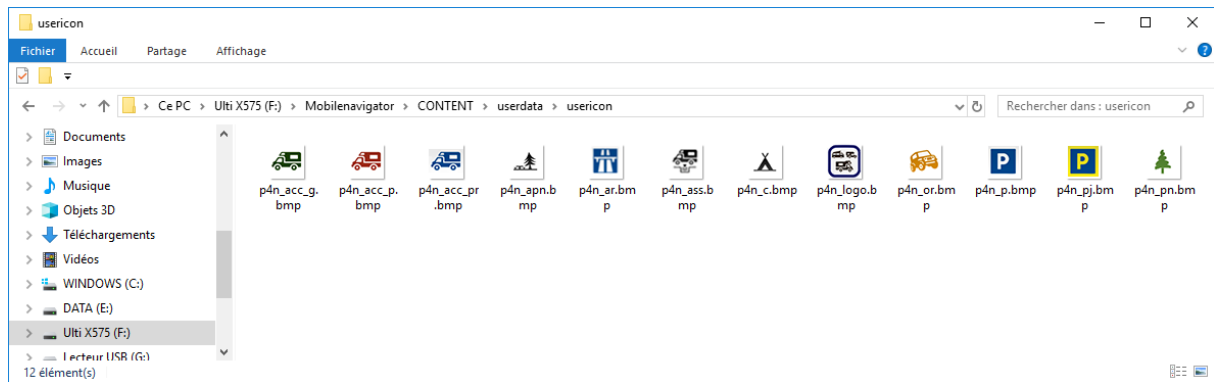 usericon
Fichier Accueil Partage Affichage
Ce PC > Ulti X575 (F:) > Mobilenavigator > CONTENT > userdata > usericon
Rechercher dans : usericon
Documents
Images
Musique
Objets 3D
Téléchargements
Vidéos
WINDOWS (C:)
DATA (E:)
Ulti X575 (F:)
Lecteur USB (G:)
p4n_acc_g.
bmp
p4n_acc_p.
bmp
p4n_acc_pr
.bmp
p4n_apn.b
mp
p4n_ar.bm
p
p4n_ass.b
mp
p4n_c.bmp
p4n_logo.b
mp
p4n_or.bm
p
P
p4n_p.bmp
P
p4n_pj.bm
p
p4n_pn.bm
p
12 élément(s)